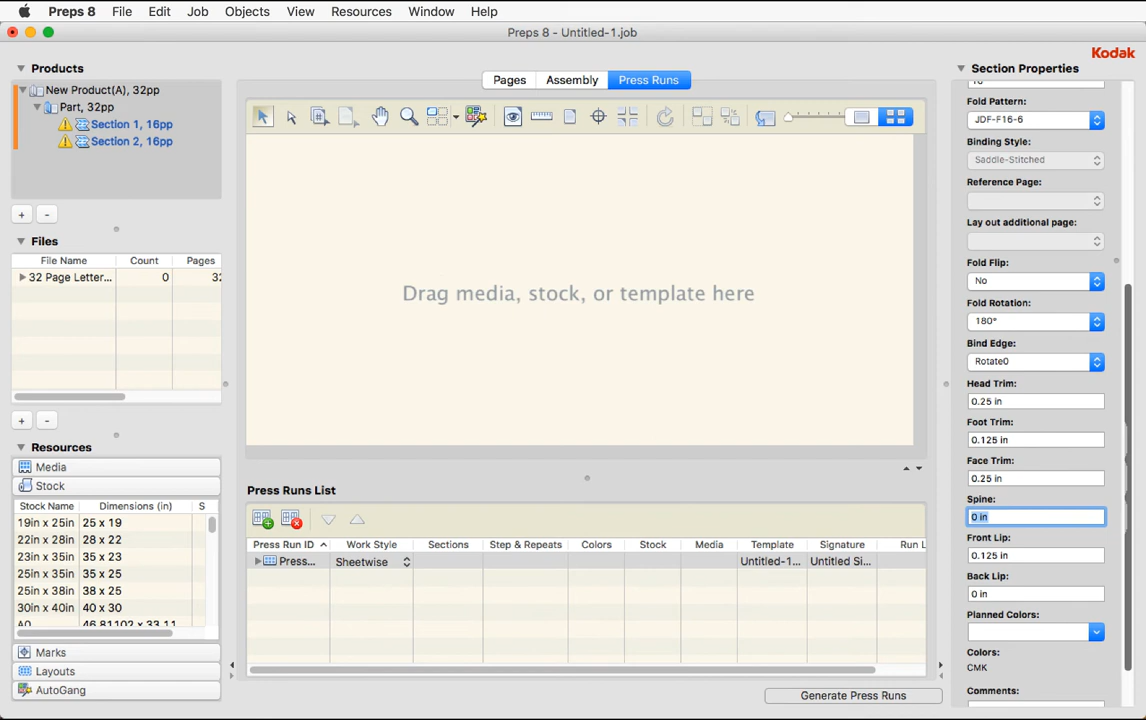 Preps 8 File Edit Job Objects View Resources Window Help
Preps 8 - Untitled-1.job
Kodak
Products
New Product(A), 32pp
Part, 32pp
Section 1, 16pp
Section 2, 16pp
+ -
Files
File Name Count Pages
32 Page Letter... 0 32
+ -
Resources
Media
Stock
Stock Name Dimensions (in) S
19in x 25in 25 x 19
22in x 28in 28 x 22
23in x 35in 35 x 23
25in x 35in 35 x 25
25in x 38in 38 x 25
30in x 40in 40 x 30
A0 46.81102 x 33.11
Marks
Layouts
AutoGang
Pages Assembly Press Runs
Drag media, stock, or template here
Press Runs List
Press Run ID Work Style Sections Step & Repeats Colors Stock Media Template Signature Run L
Press... Sheetwise Untitled-1... Untitled Si...
Generate Press Runs
Section Properties
Fold Pattern:
JDF-F16-6
Binding Style:
Saddle-Stitched
Reference Page:
Lay out additional page:
Fold Flip:
No
Fold Rotation:
180°
Bind Edge:
Rotate0
Head Trim:
0.25 in
Foot Trim:
0.125 in
Face Trim:
0.25 in
Spine:
0 in
Front Lip:
0.125 in
Back Lip:
0 in
Planned Colors:
Colors:
CMK
Comments: